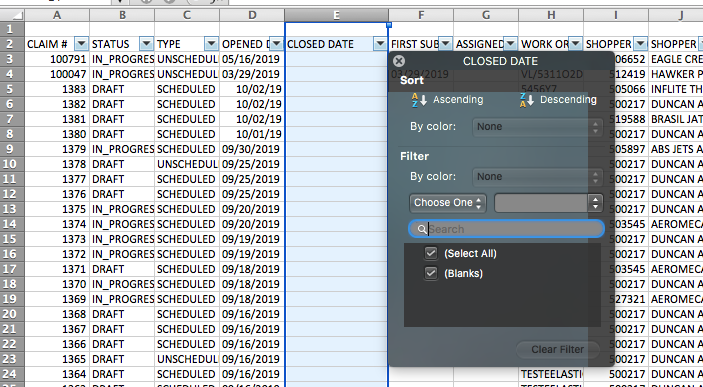 A B C D E F G H I J
1
2 CLAIM # STATUS TYPE OPENED D CLOSED DATE FIRST SUB ASSIGNED WORK OR SHOPPER SHOPPER
3 100791 IN_PROGRES UNSCHEDUL 05/16/2019 06652 EAGLE CRE
4 100047 IN_PROGRES UNSCHEDUL 03/29/2019 03/29/2019 VL/5311O2D 512419 HAWKER P
5 1383 DRAFT SCHEDULED 10/02/19 5456Y7 505066 INFLITE TH
6 1382 DRAFT SCHEDULED 10/02/19 500217 DUNCAN A
7 1381 DRAFT SCHEDULED 10/02/19 519588 BRASIL JAT
8 1380 DRAFT SCHEDULED 10/01/19 500217 DUNCAN A
9 1379 IN_PROGRES SCHEDULED 09/30/2019 505897 ABS JETS A
10 1378 DRAFT UNSCHEDUL 09/25/2019 500217 DUNCAN A
11 1377 DRAFT SCHEDULED 09/25/2019 500217 DUNCAN A
12 1376 DRAFT SCHEDULED 09/25/2019 500217 DUNCAN A
13 1375 IN_PROGRES SCHEDULED 09/20/2019 500217 DUNCAN A
14 1374 IN_PROGRES SCHEDULED 09/20/2019 503545 AEROMECA
15 1373 IN_PROGRES SCHEDULED 09/19/2019 500217 DUNCAN A
16 1372 IN_PROGRES SCHEDULED 09/19/2019 500217 DUNCAN A
17 1371 DRAFT SCHEDULED 09/18/2019 503545 AEROMECA
18 1370 IN_PROGRES SCHEDULED 09/18/2019 500217 DUNCAN A
19 1369 IN_PROGRES SCHEDULED 09/18/2019 527321 AEROMECA
20 1368 DRAFT SCHEDULED 09/16/2019 500217 DUNCAN A
21 1367 DRAFT SCHEDULED 09/16/2019 500217 DUNCAN A
22 1366 DRAFT SCHEDULED 09/16/2019 500217 DUNCAN A
23 1365 DRAFT UNSCHEDUL 09/16/2019 500217 DUNCAN A
24 1364 DRAFT SCHEDULED 09/16/2019 TESTEELASTI 500217 DUNCAN A
CLOSED DATE
Sort
Ascending Descending
By color: None
Filter
By color: None
Choose One
Search
(Select All)
(Blanks)
Clear Filter